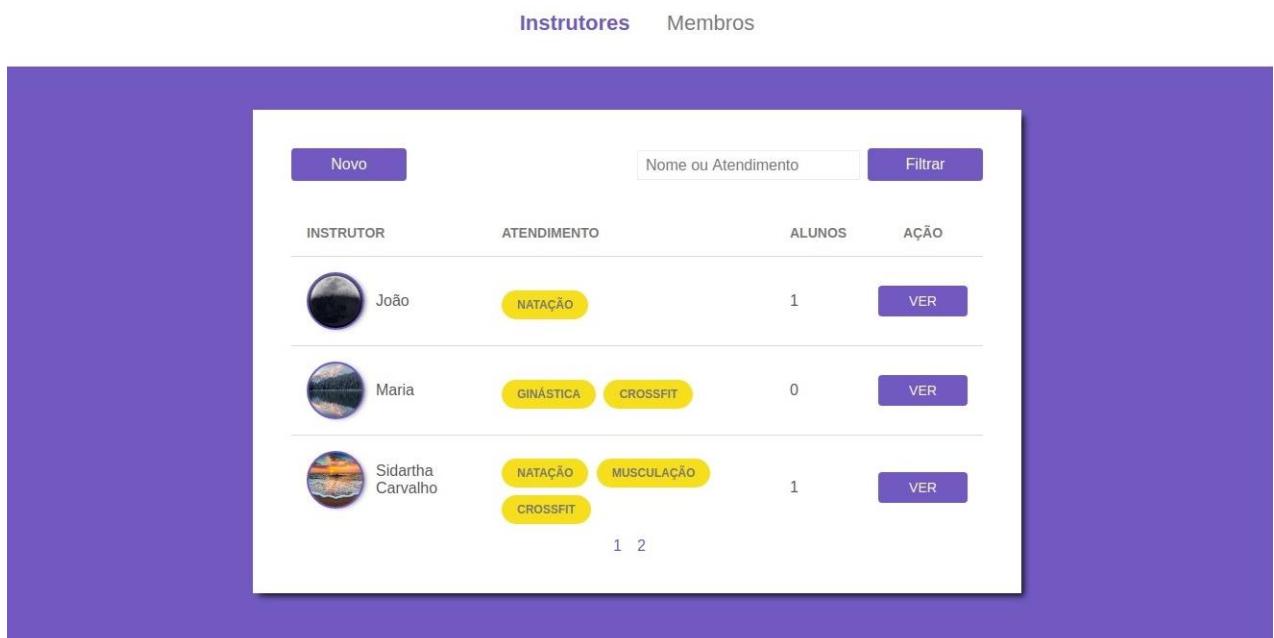 Instrutores Membros
Novo Nome ou Atendimento Filtrar
INSTRUTOR ATENDIMENTO ALUNOS AÇÃO
João NATAÇÃO 1 VER
Maria GINÁSTICA CROSSFIT 0 VER
Sidartha
Carvalho
NATAÇÃO MUSCULAÇÃO
CROSSFIT
1 VER
1 2